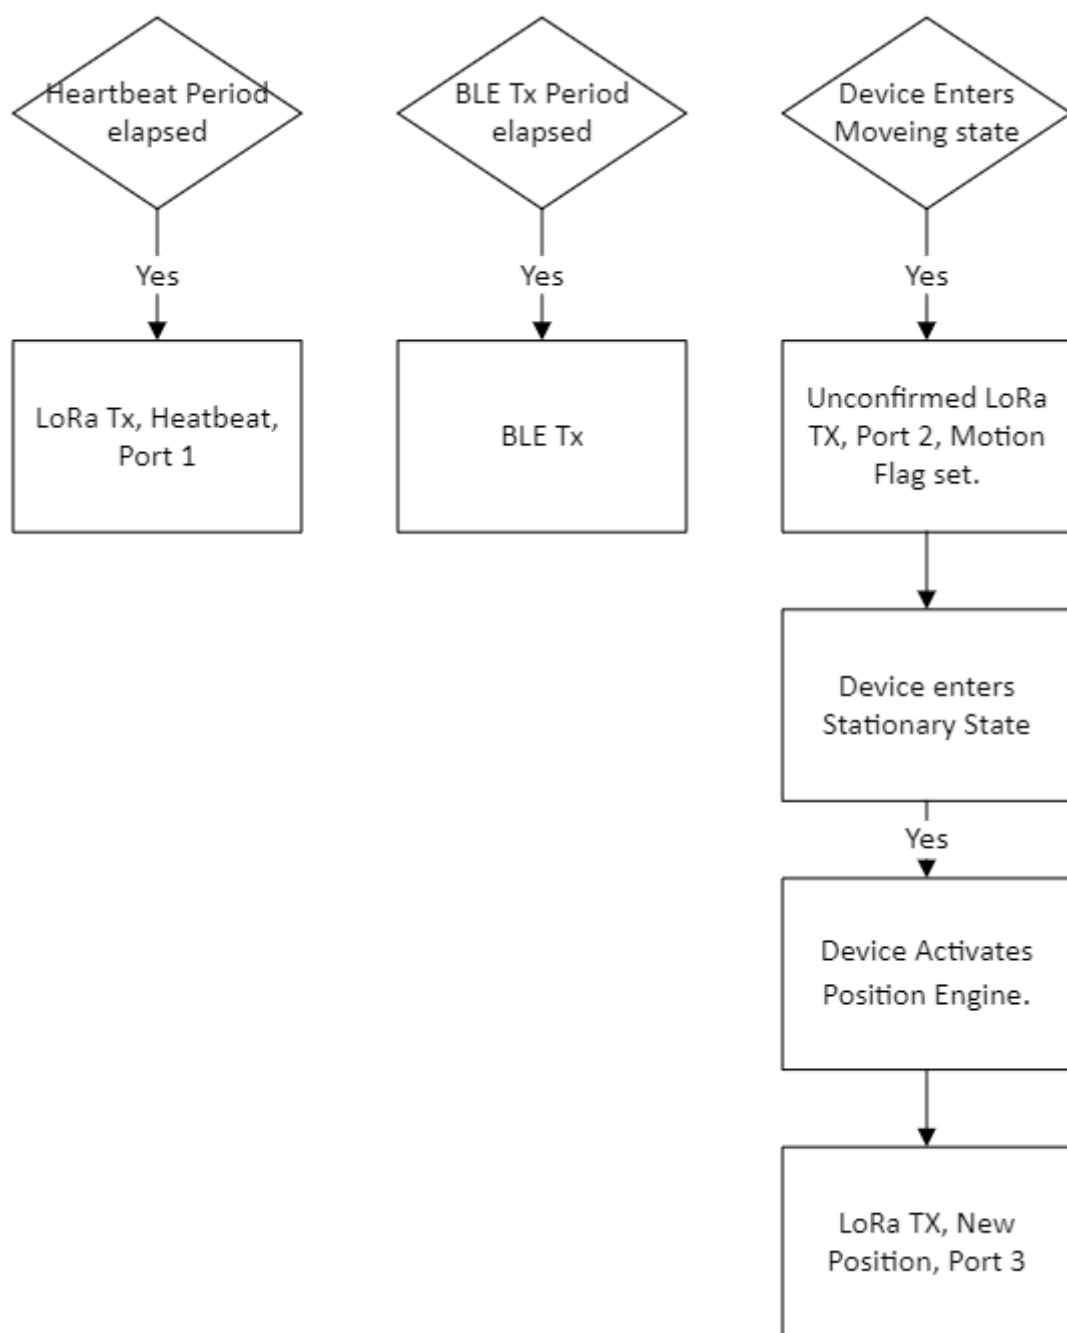 Heartbeat Period
elapsed
Yes
LoRa Tx, Heatbeat,
Port 1
BLE Tx Period
elapsed
Yes
BLE Tx
Device Enters
Moveing state
Yes
Unconfirmed LoRa
TX, Port 2, Motion
Flag set.
Device enters
Stationary State
Yes
Device Activates
Position Engine.
LoRa TX, New
Position, Port 3